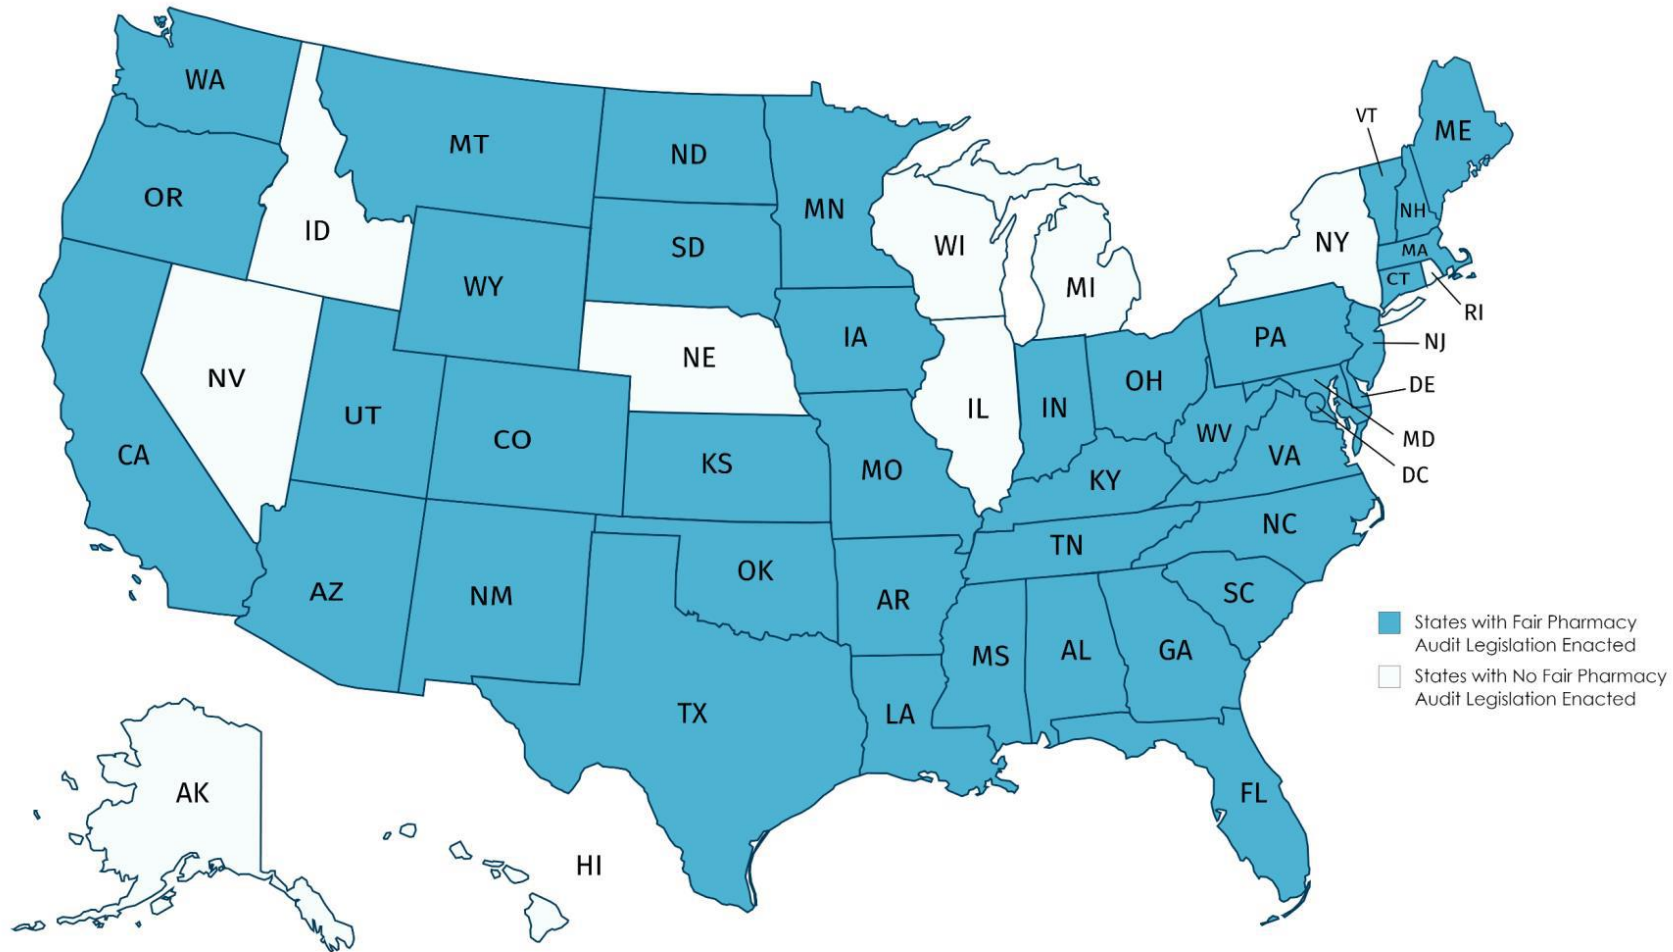 WA
MT
ND
MN
VT
ME
OR
ID
SD
WI
MI
NY
NH
MA
CT
RI
WY
IA
NE
PA
NJ
NV
UT
CO
IL
IN
OH
DE
MD
DC
CA
KS
MO
WV
VA
KY
NC
TN
AZ
NM
OK
AR
SC
MS
AL
GA
TX
LA
FL
AK
HI
States with Fair Pharmacy
Audit Legislation Enacted
States with No Fair Pharmacy
Audit Legislation Enacted